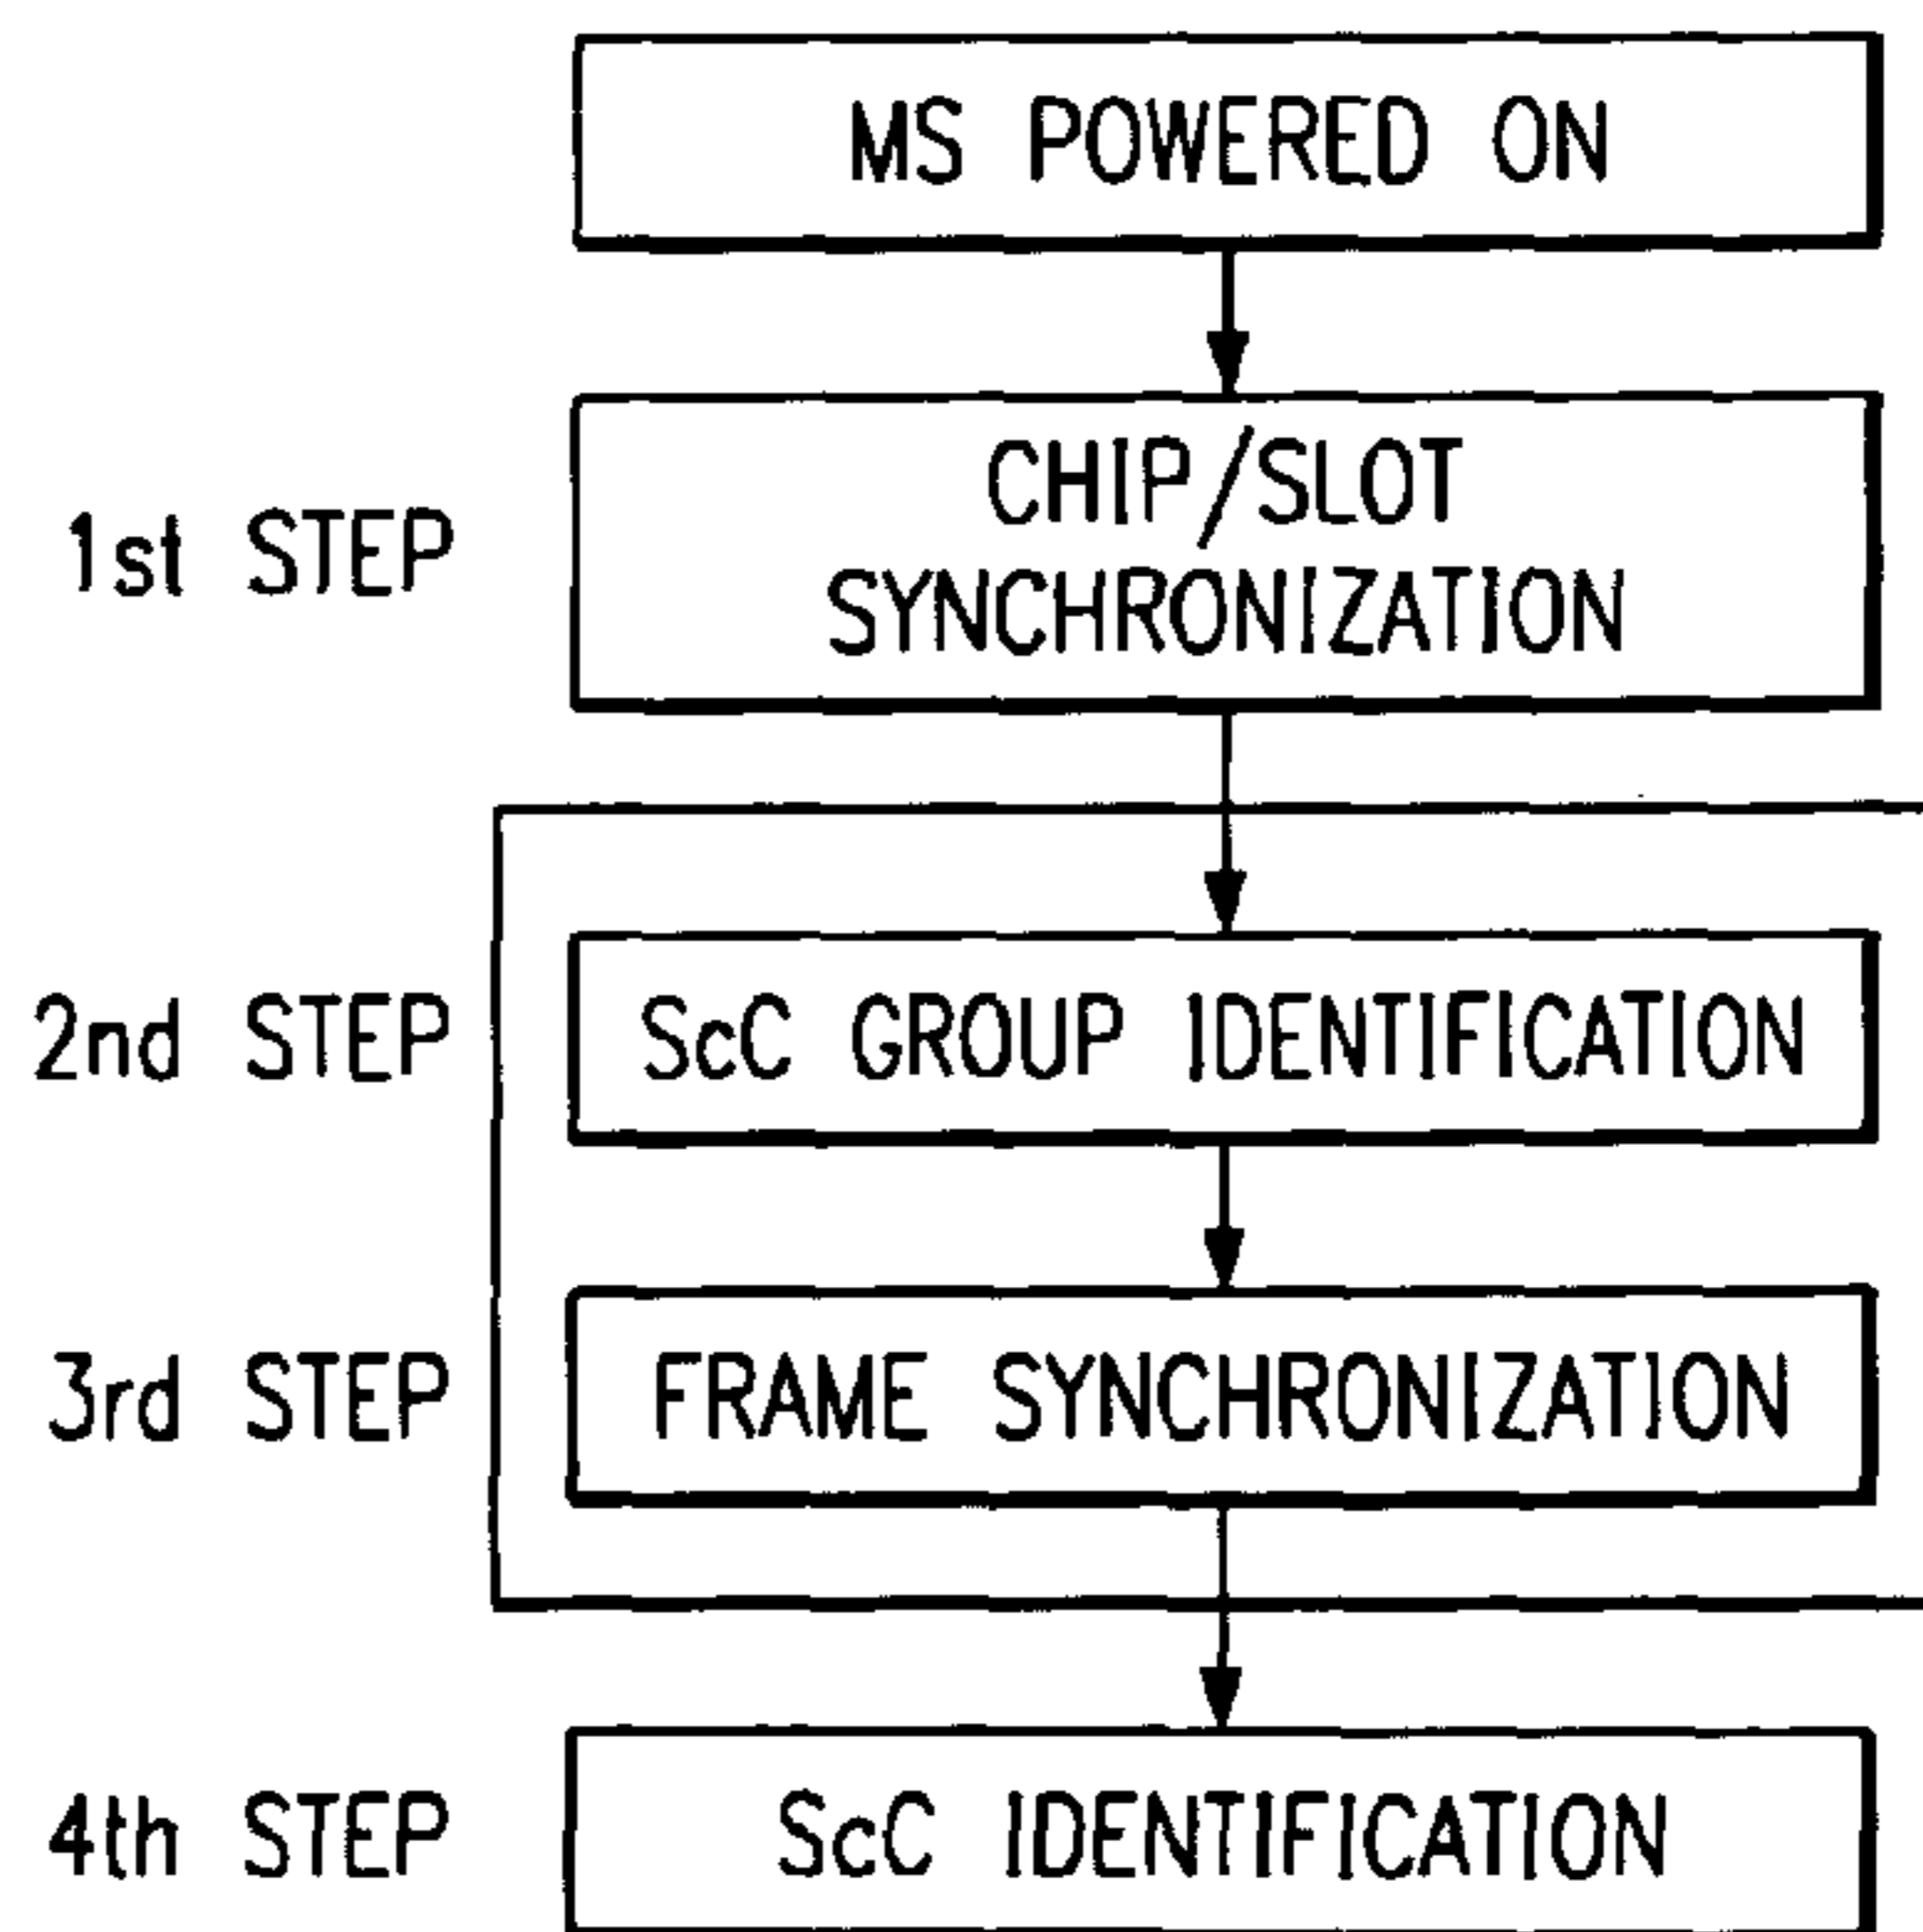 MS POWERED ON
1st STEP
CHIP/SLOT
SYNCHRONIZATION
2nd STEP
ScC GROUP IDENTIFICATION
3rd STEP
FRAME SYNCHRONIZATION
4th STEP
ScC IDENTIFICATION